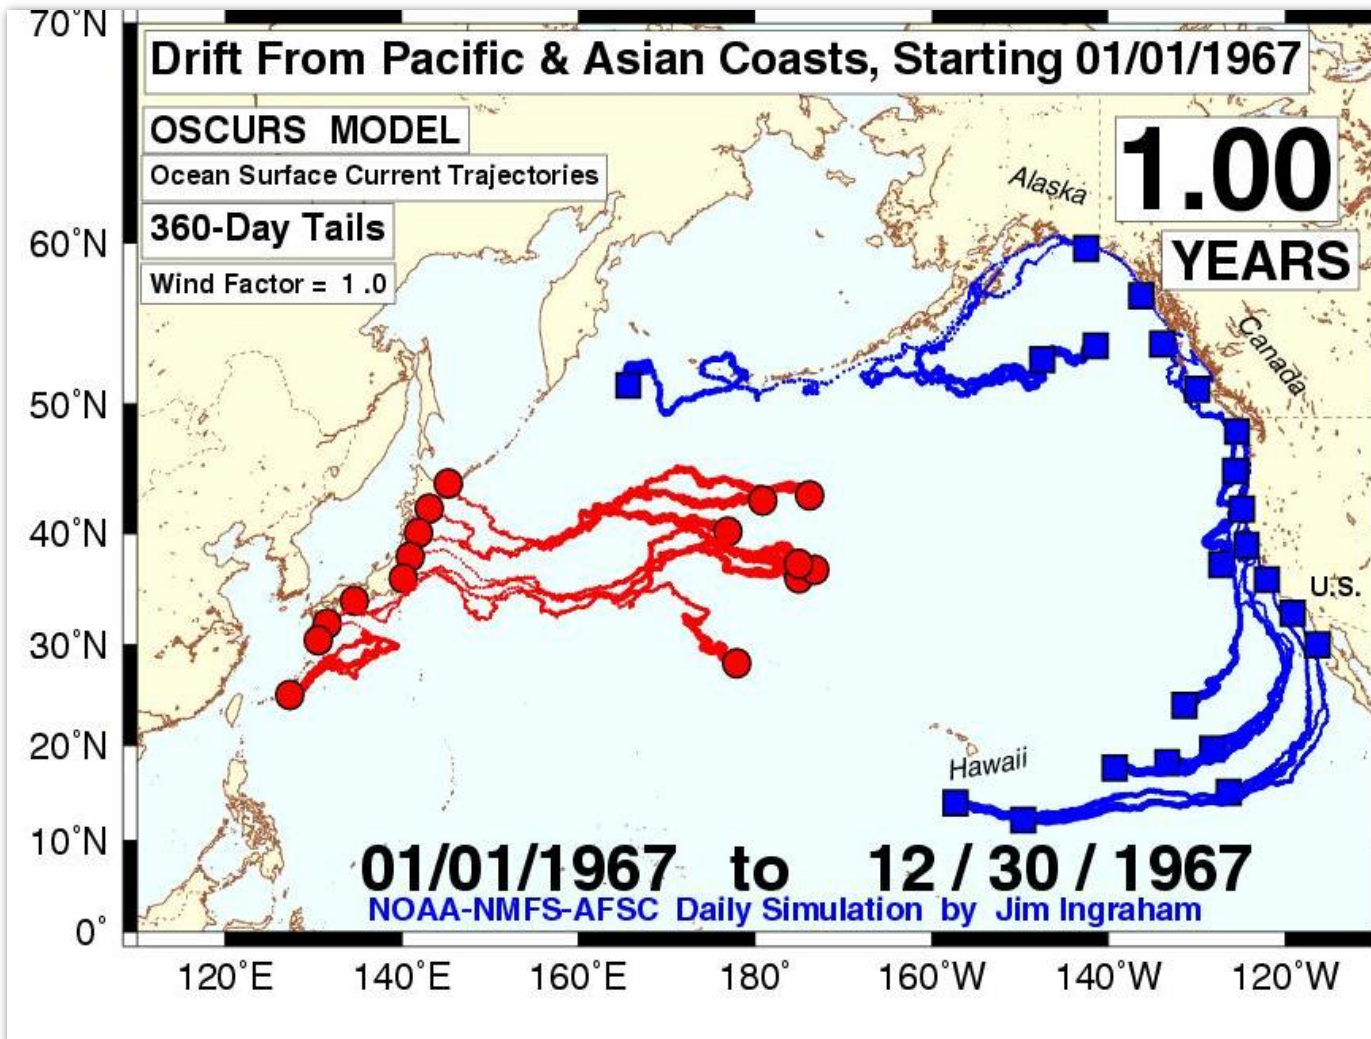 70°N
Drift From Pacific & Asian Coasts, Starting 01/01/1967
OSCURS MODEL
1.00
Ocean Surface Current Trajectories
Alaska
360-Day Tails
60°N
YEARS
Wind Factor = 1 .0
Canada
50°N
40°N
U.S.
30°N
20°N
Hawaii
10°N
01/01/1967 to 12 / 30 / 1967
NOAA-NMFS-AFSC Daily Simulation by Jim Ingraham
0°
120°E 140°E 160°E 180° 160°W 140°W 120°W